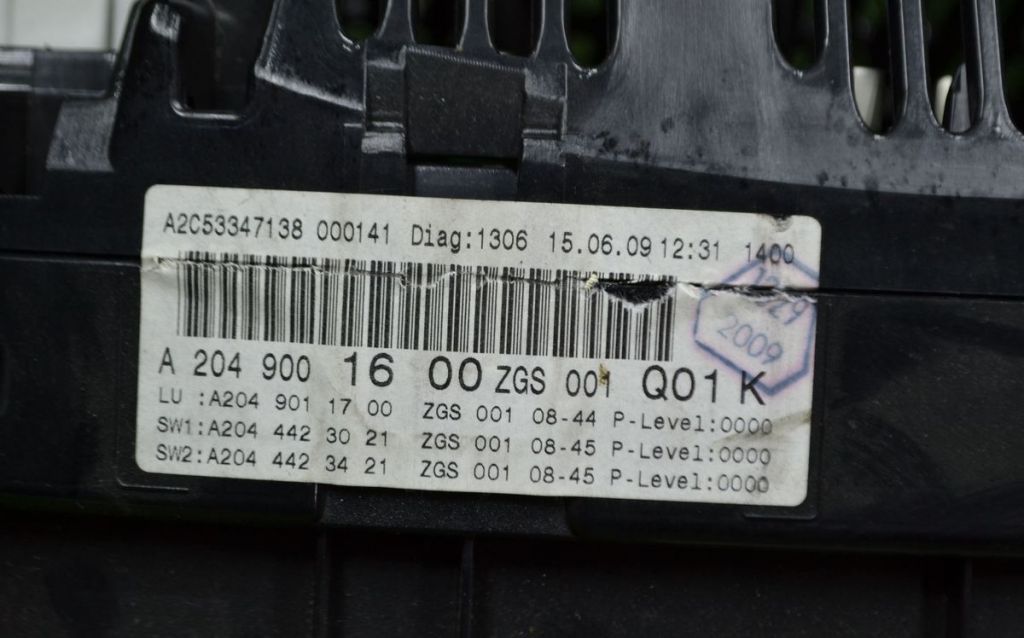 A2C53347138 000141 Diag:1306 15.06.09 12:31 1400
2009
A 204 900 16 00 ZGS 001 Q01 K
LU :A204 901 17 00 ZGS 001 08-44 P-Level:0000
SW1:A204 442 30 21 ZGS 001 08-45 P-Level:0000
SW2:A204 442 34 21 ZGS 001 08-45 P-Level:0000